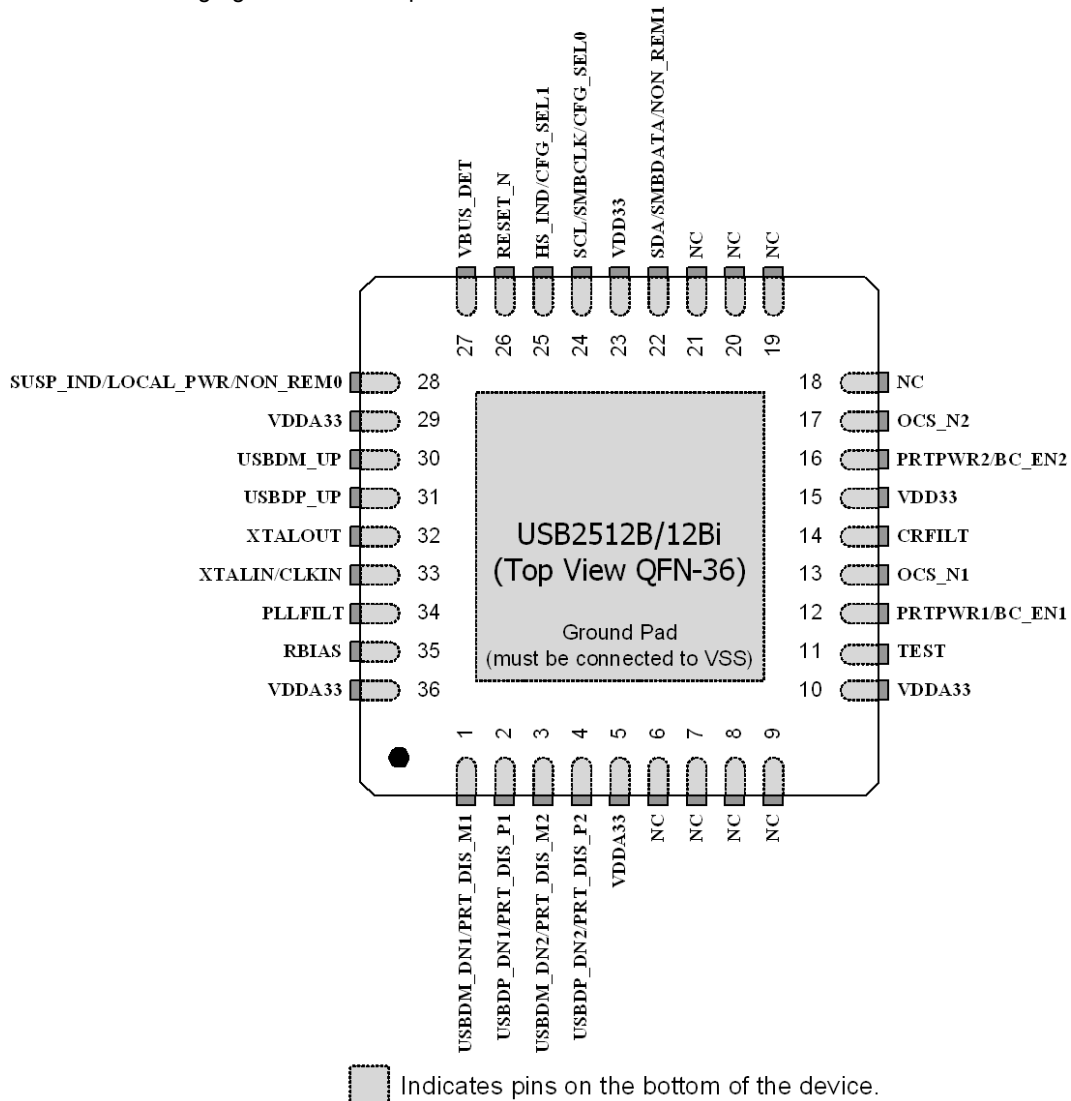 VBUS_DET
RESET_N
HS_IND/CFG_SEL1
SCL/SMBCLK/CFG_SEL0
VDD33
SDA/SMBDATA/NON_REM1
NC
NC
NC
27
26
25
24
23
22
21
20
19
SUSP_IND/LOCAL_PWR/NON_REM0 28
VDDA33 29
USBDM_UP 30
USBDP_UP 31
XTALOUT 32
XTALIN/CLKIN 33
PLLFILT 34
RBIAS 35
VDDA33 36
USB2512B/12Bi
(Top View QFN-36)
Ground Pad
(must be connected to VSS)
18 NC
17 OCS_N2
16 PRTPWR2/BC_EN2
15 VDD33
14 CRFILT
13 OCS_N1
12 PRTPWR1/BC_EN1
11 TEST
10 VDDA33
1
2
3
4
5
6
7
8
9
USBDM_DN1/PRT_DIS_M1
USBDP_DN1/PRT_DIS_P1
USBDM_DN2/PRT_DIS_M2
USBDP_DN2/PRT_DIS_P2
VDDA33
NC
NC
NC
NC
Indicates pins on the bottom of the device.